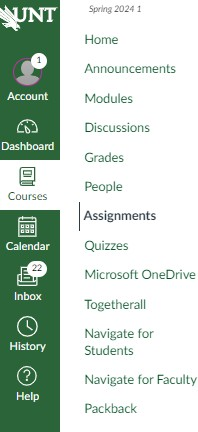 UNT
1
Account
Dashboard
Courses
Calendar
22
Inbox
History
Help
Spring 2024 1
Home
Announcements
Modules
Discussions
Grades
People
Assignments
Quizzes
Microsoft OneDrive
Togetherall
Navigate for
Students
Navigate for Faculty
Packback